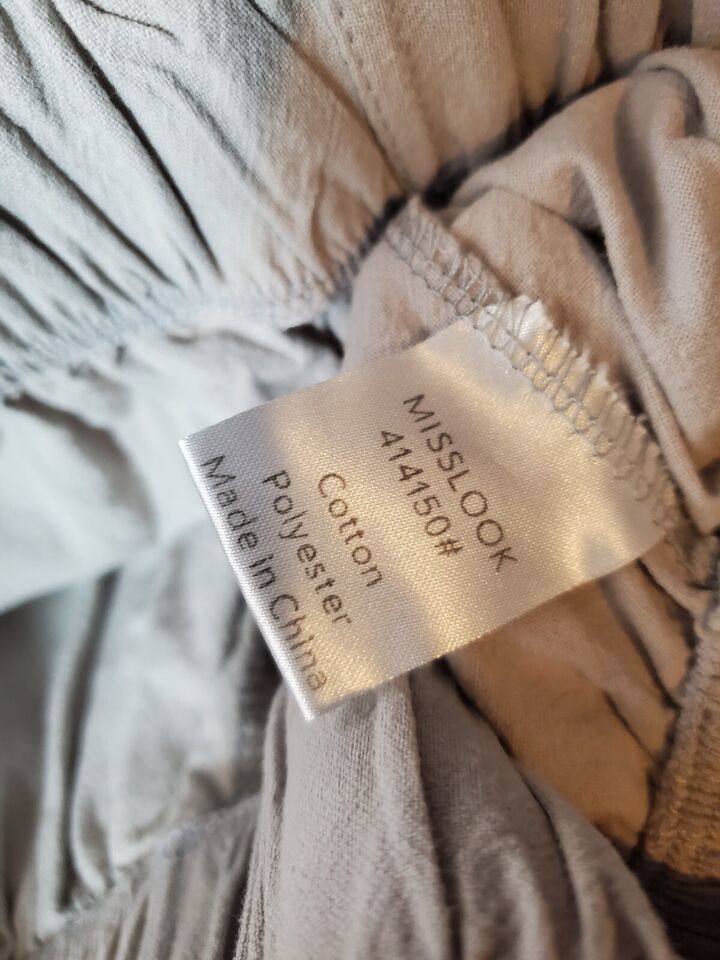 MISSLOOK
414150#
Cotton
Polyester
Made in China